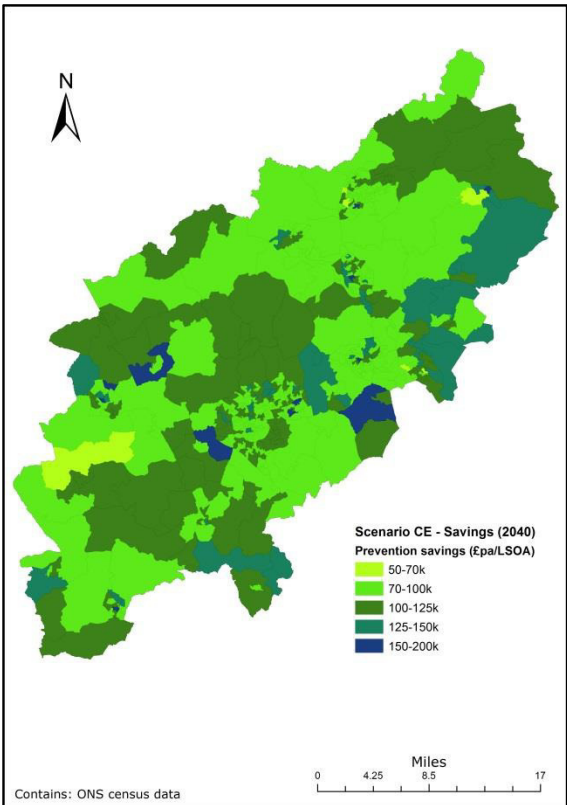 N
Scenario CE - Savings (2040)
Prevention savings (£pa/LSOA)
50-70k
70-100k
100-125k
125-150k
150-200k
Miles
0 4.25 8.5 17
Contains: ONS census data